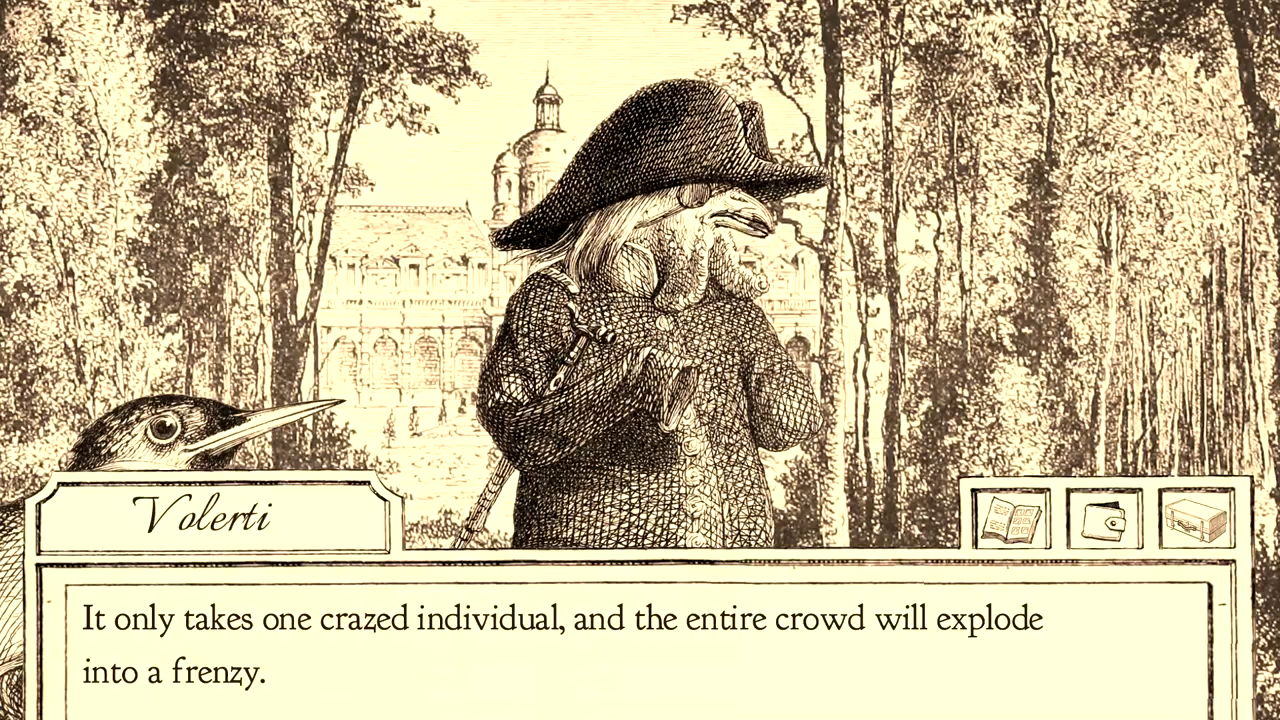 Volerti
It only takes one crazed individual, and the entire crowd will explode
into a frenzy.